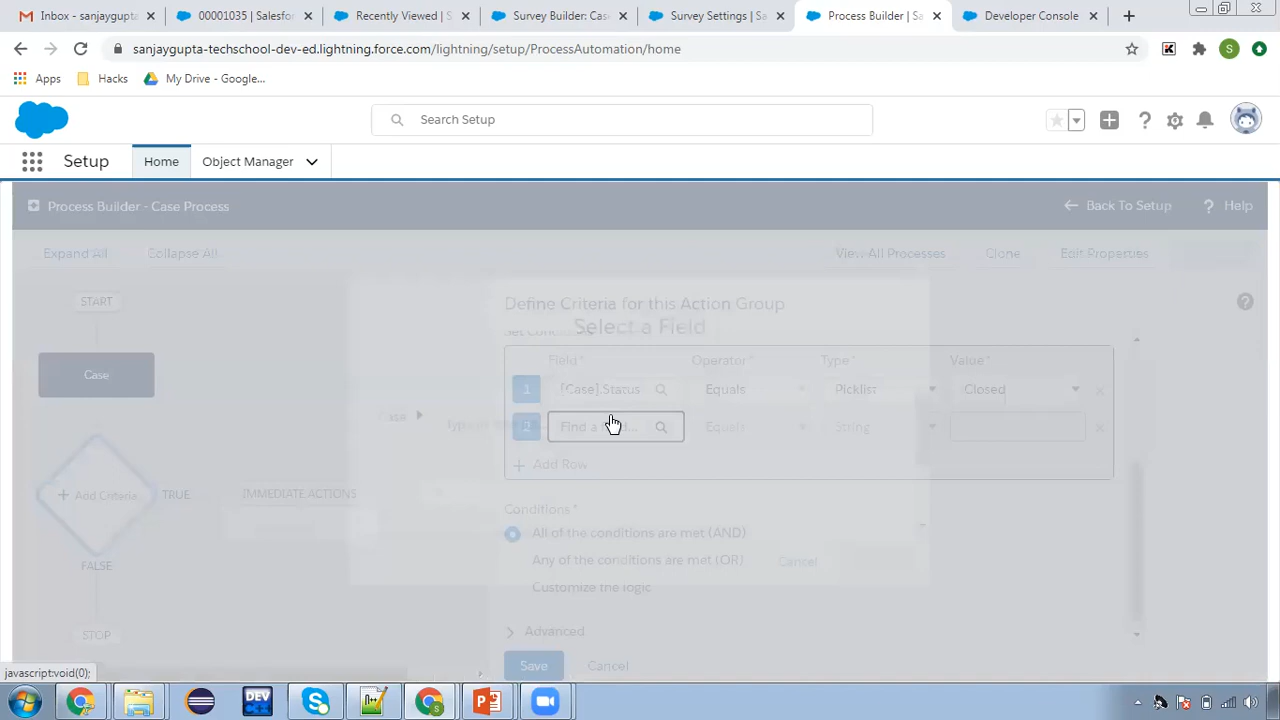 Inbox - sanjaygupta
00001035 | Salesfor
Recently Viewed | S
Survey Builder: Cas
Survey Settings | Sa
Process Builder | Sa
Developer Console
sanjaygupta-techschool-dev-ed.lightning.force.com/lightning/setup/ProcessAutomation/home
S
Apps
Hacks
My Drive - Google...
Search Setup
Setup
Home
Object Manager
Process Builder - Case Process
Back To Setup
Help
Expand All
Collapse All
View All Processes
Clone
Edit Properties
START
Define Criteria for this Action Group
Select a Field
Set Conditions
Field*
Operator*
Type*
Value*
Case
1
[Case].Status
Equals
Picklist
Closed
Case
2
Find a
Equals
String
Add Row
Add Criteria
TRUE
IMMEDIATE ACTIONS
Conditions*
All of the conditions are met (AND)
Any of the conditions are met (OR)
Cancel
FALSE
Customize the logic
STOP
Advanced
Save
Cancel
javascript:void(0);
DEV